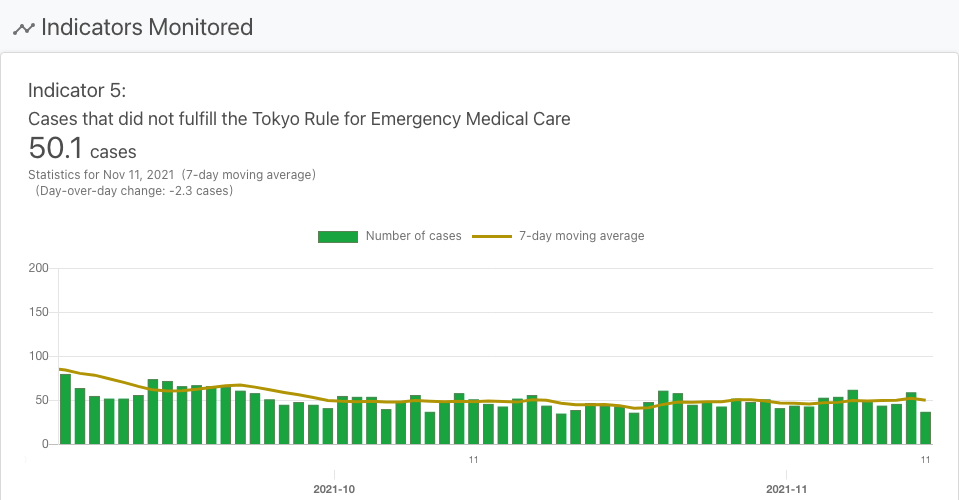 Indicators Monitored
Indicator 5:
Cases that did not fulfill the Tokyo Rule for Emergency Medical Care
50.1 cases
Statistics for Nov 11, 2021 (7-day moving average)
(Day-over-day change: -2.3 cases)
Number of cases 7-day moving average
200
150
100
50
0
11 11
2021-10 2021-11